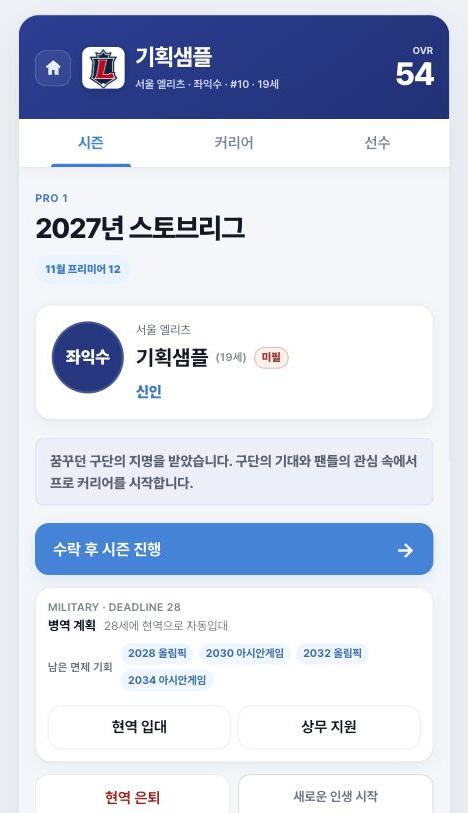 기획샘플
서울 엘리츠 · 좌익수 · #10 · 19세
OVR
54
시즌
커리어
선수
PRO 1
2027년 스토브리그
11월 프리미어 12
좌익수
서울 엘리츠
기획샘플 (19세) 미필
신인
꿈꾸던 구단의 지명을 받았습니다. 구단의 기대와 팬들의 관심 속에서
프로 커리어를 시작합니다.
수락 후 시즌 진행 →
MILITARY · DEADLINE 28
병역 계획 28세에 현역으로 자동입대
남은 면제 기회 2028 올림픽 2030 아시안게임 2032 올림픽
2034 아시안게임
현역 입대
상무 지원
현역 은퇴
새로운 인생 시작